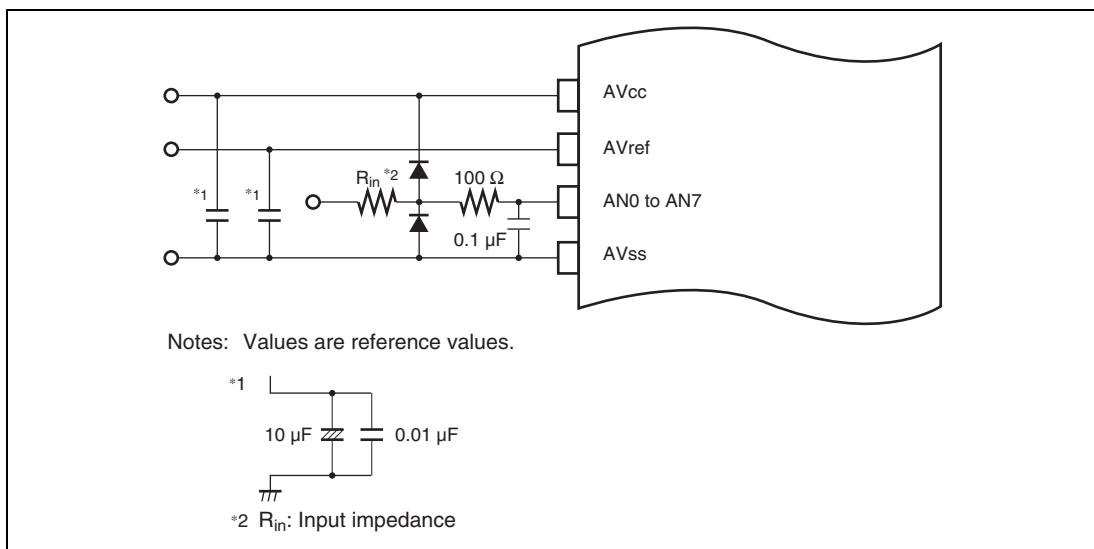 AVcc
AVref
*1
*1
Rin *2
100 Ω
AN0 to AN7
0.1 µF
AVss
Notes: Values are reference values.
*1
10 µF
0.01 µF
*2 Rin: Input impedance